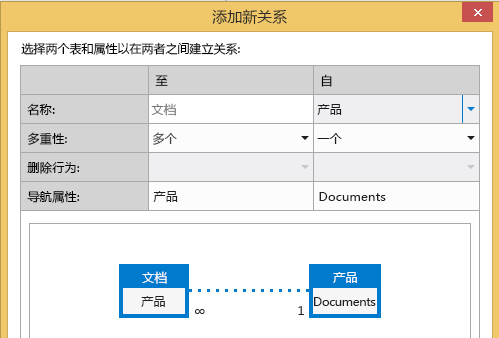 添加新关系
选择两个表和属性以在两者之间建立关系:
至 自
名称: 文档 产品
多重性: 多个 一个
删除行为:
导航属性: 产品 Documents
文档 产品
产品 Documents
∞ 1